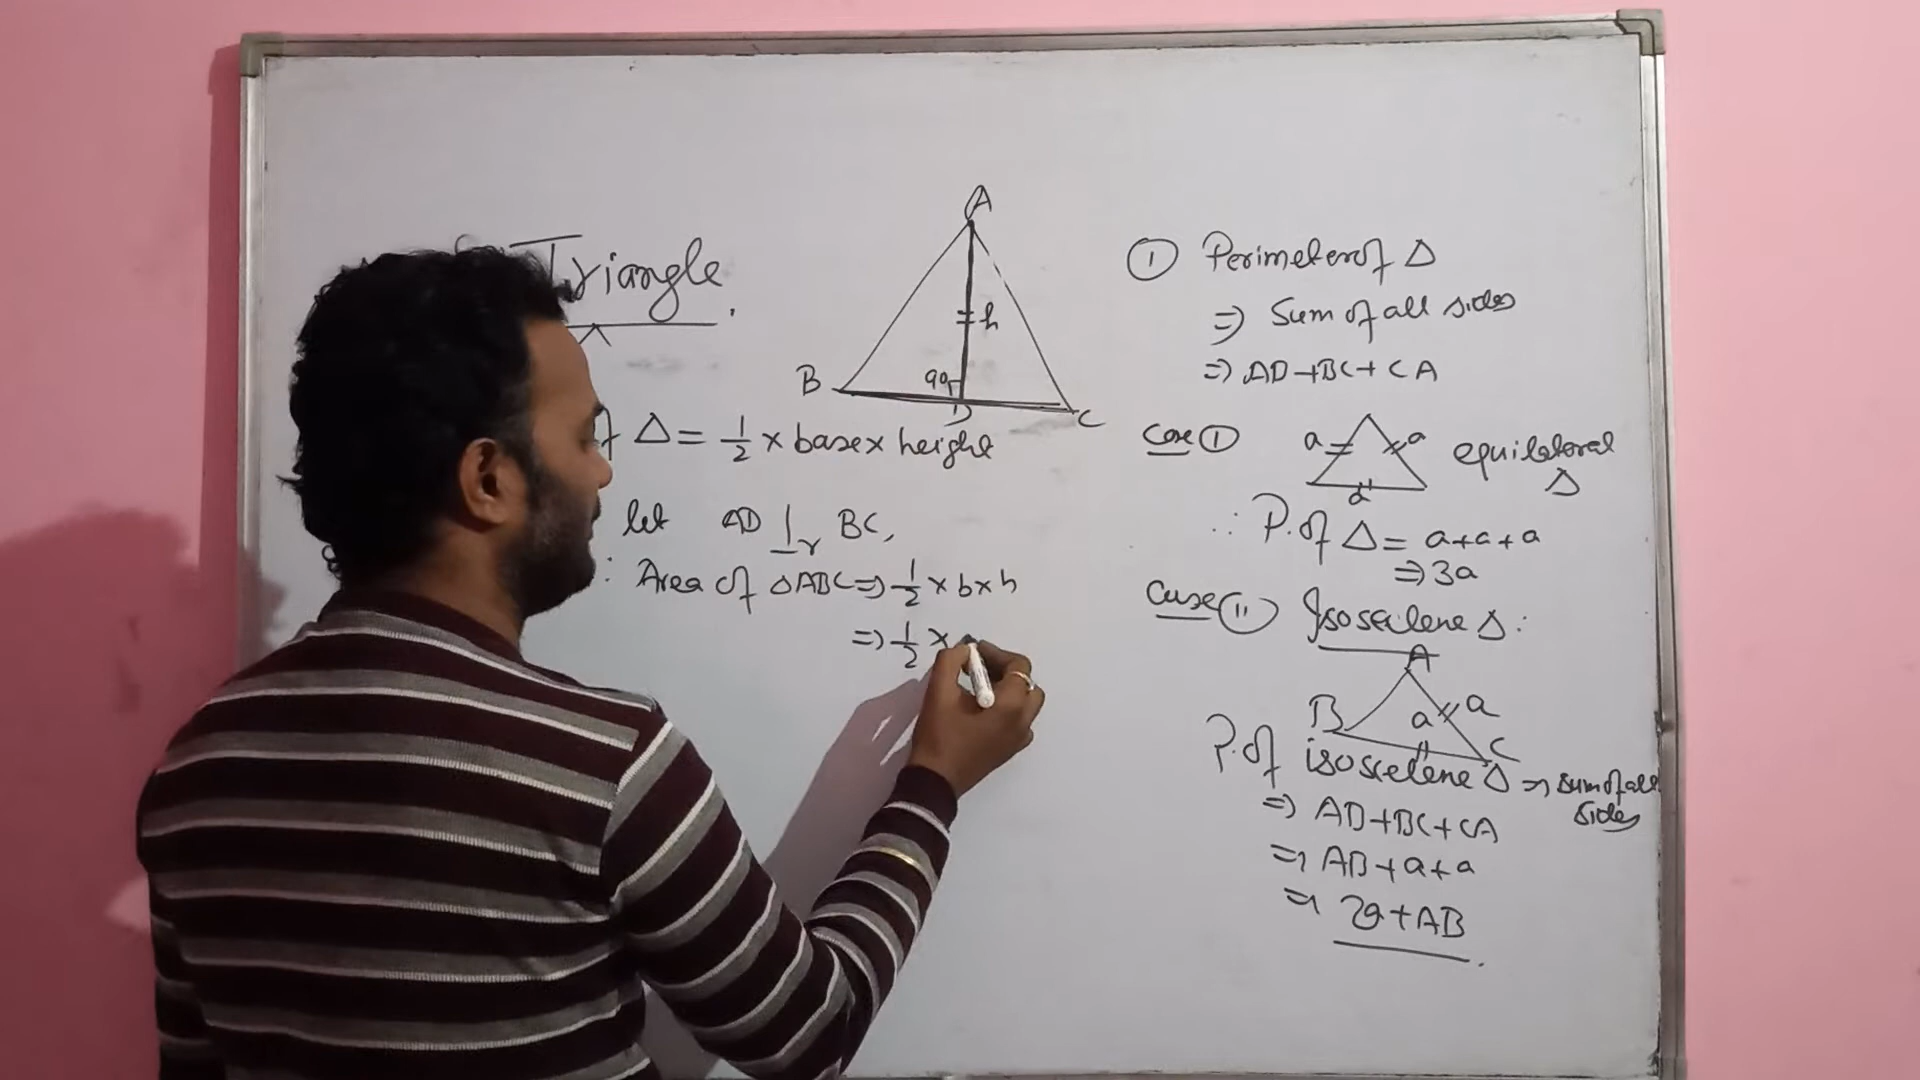 Triangle.
A
h
90
B
D
C
Δ = 1/2 × base × height
let AD ⊥r BC,
: Area of ΔABC ⇒ 1/2 × b × h
⇒ 1/2 ×
① Perimeter of Δ
⇒ Sum of all sides
⇒ AB + BC + CA
Case ①
a a
a
equilateral
Δ
∴ P. of Δ = a + a + a
⇒ 3a
Case ⑪ Isoscelene Δ :
A
B a a
C
P. of isoscelene Δ ⇒ sum of all
sides
⇒ AB + BC + CA
⇒ AB + a + a
⇒ 2a + AB